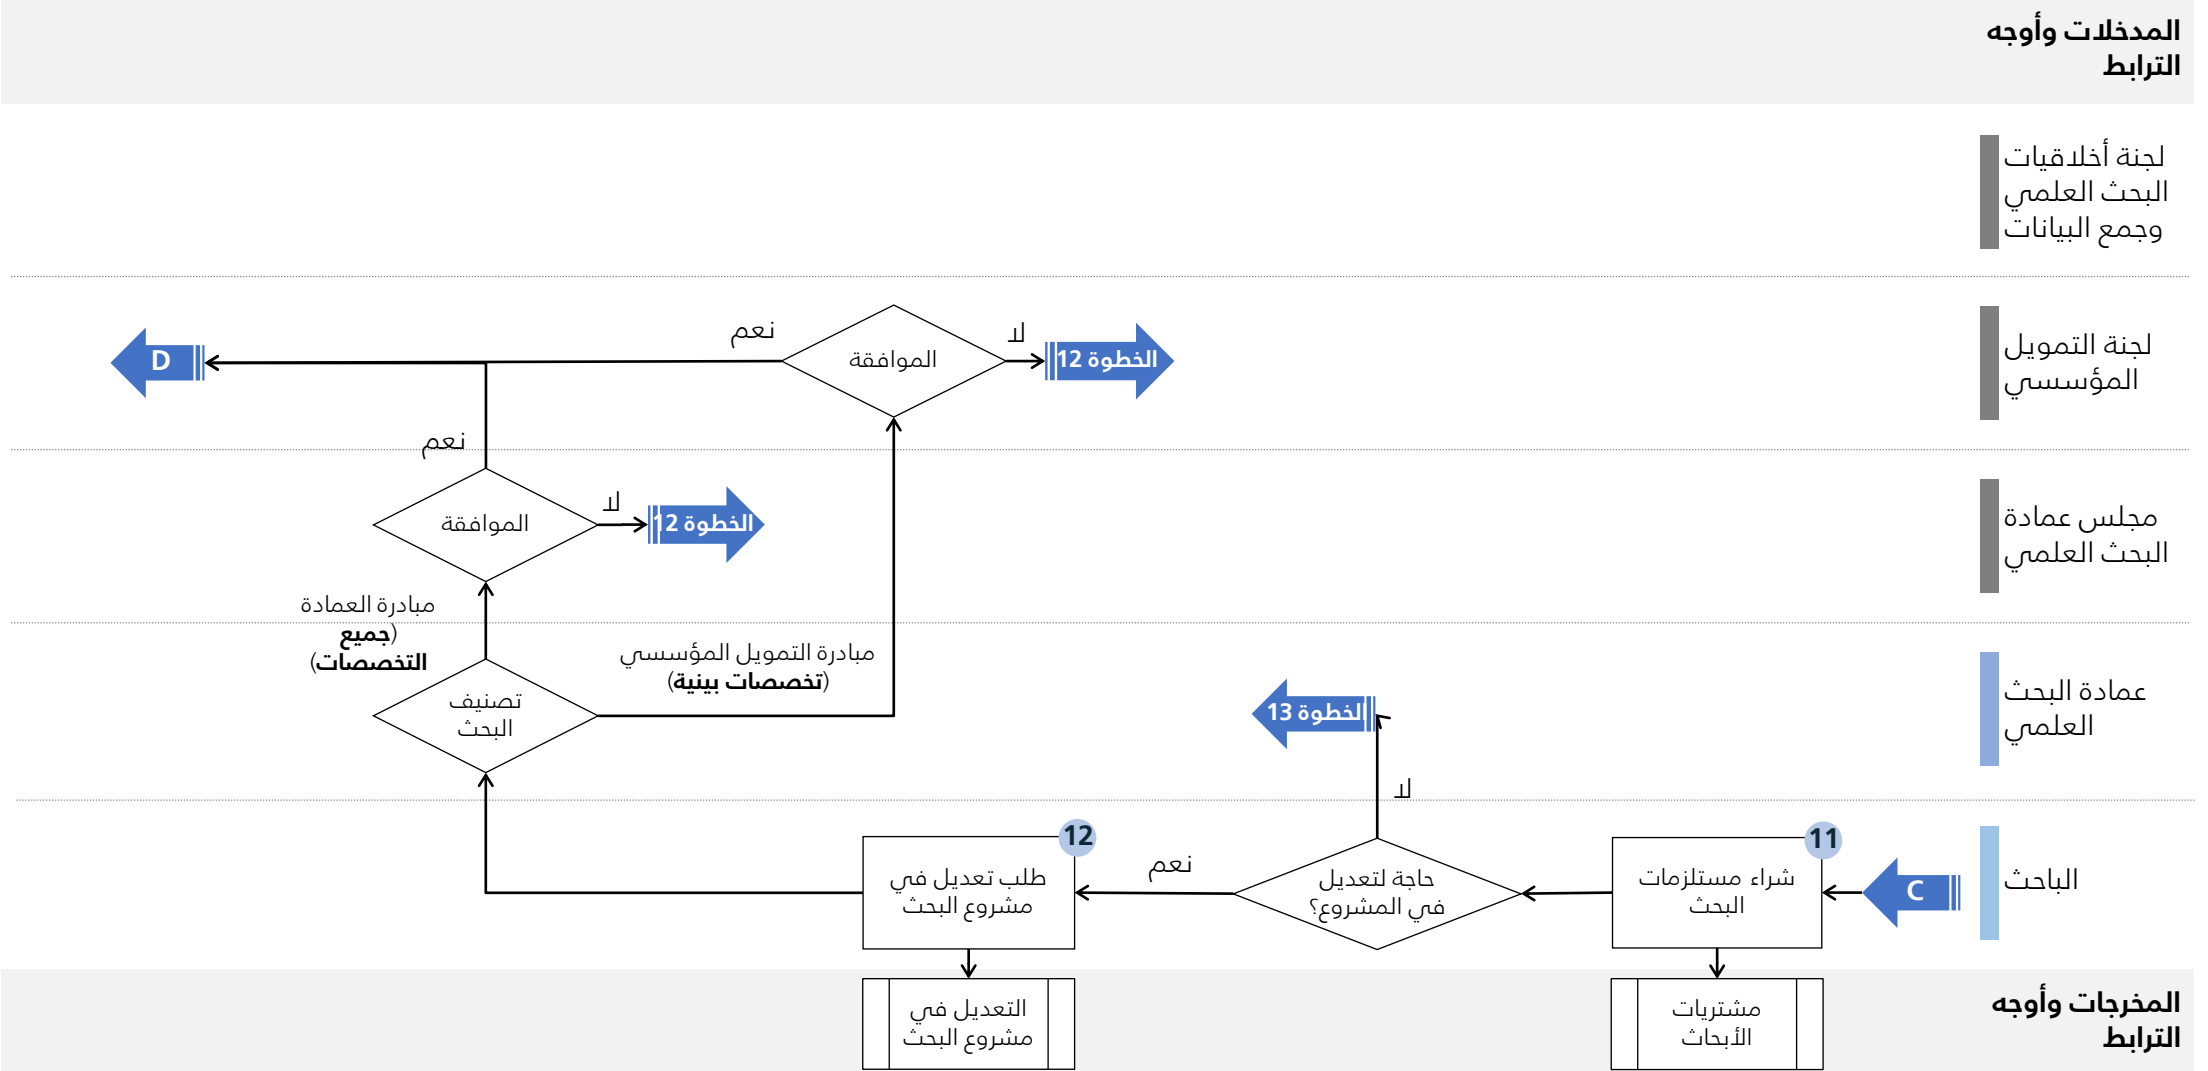 المدخلات وأوجه
الترابط
لجنة أخلاقيات
البحث العلمي
وجمع البيانات
لجنة التمويل
المؤسسي
الموافقة
لا
الخطوة 12
نعم
D
مجلس عمادة
البحث العلمي
نعم
الموافقة
لا
الخطوة 12
عمادة البحث
العلمي
مبادرة العمادة
(جميع
التخصصات)
مبادرة التمويل المؤسسي
(تخصصات بينية)
تصنيف
البحث
الخطوة 13
لا
الباحث
C
11
شراء مستلزمات
البحث
حاجة لتعديل
في المشروع؟
نعم
12
طلب تعديل في
مشروع البحث
المخرجات وأوجه
الترابط
مشتريات
الأبحاث
التعديل في
مشروع البحث